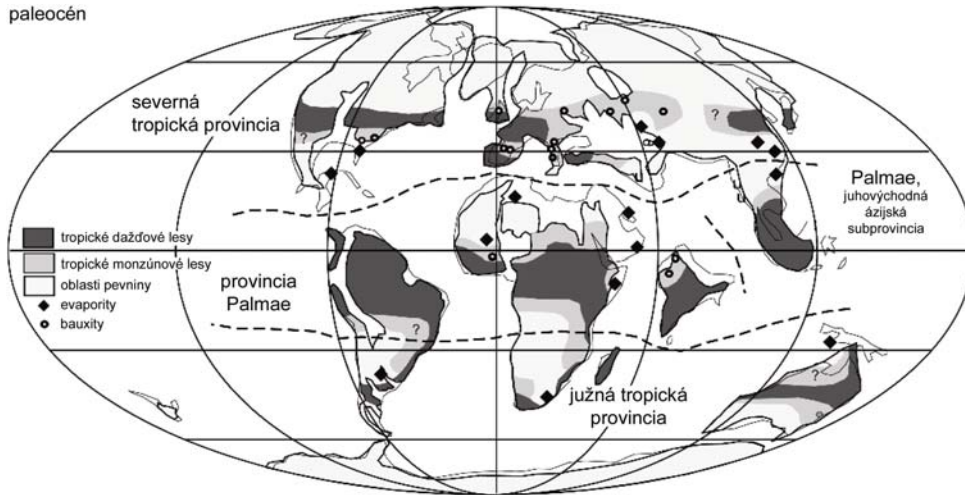 paleocén
severná
tropická provincia
Palmae,
juhovýchodná
ázijská
subprovincia
tropické dažďové lesy
tropické monzúnové lesy
oblasti pevniny
evapority
bauxity
provincia
Palmae
južná tropická
provincia
?
?
?
?